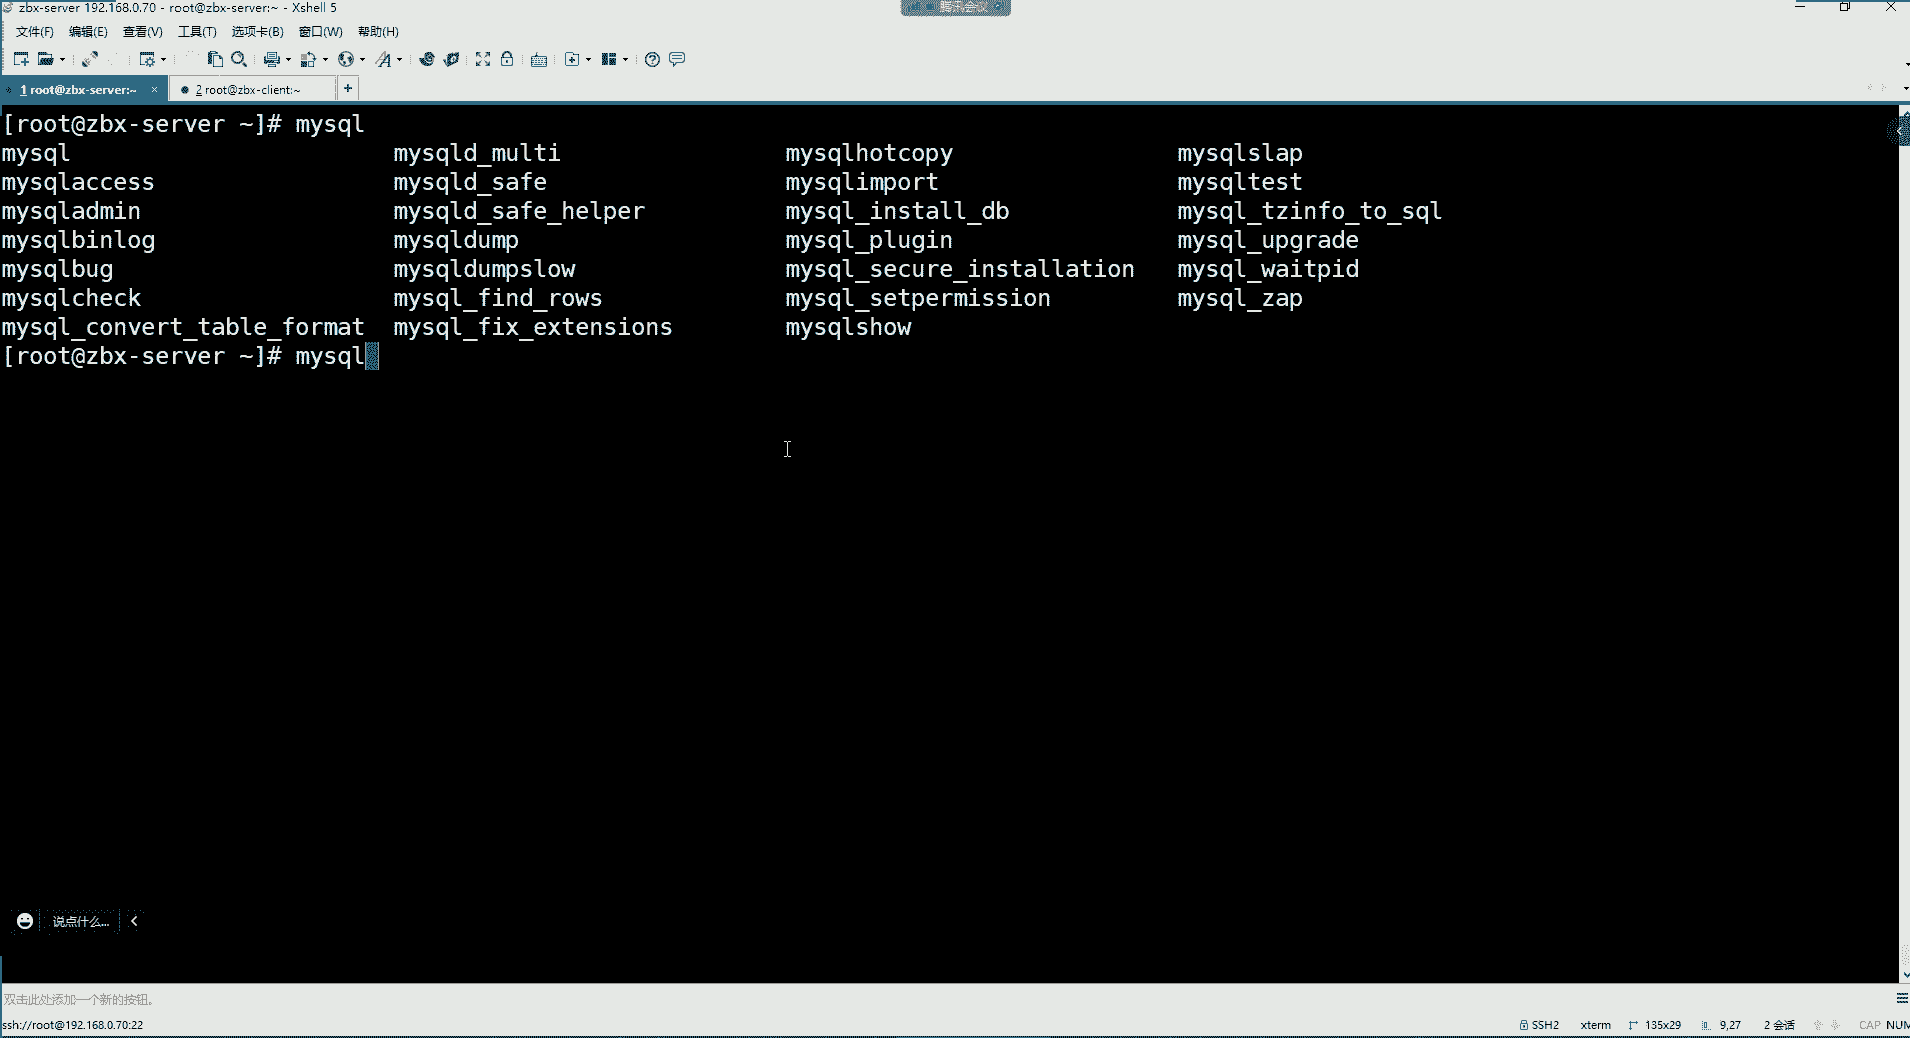 zbx-server 192.168.0.70 - root@zbx-server:~ - Xshell 5
腾讯会议
文件(F) 编辑(E) 查看(V) 工具(T) 选项卡(B) 窗口(W) 帮助(H)
1 root@zbx-server:~ × 2 root@zbx-client:~ +
[root@zbx-server ~]# mysql
mysql mysqld_multi mysqlhotcopy mysqlslap
mysqlaccess mysqld_safe mysqlimport mysqltest
mysqladmin mysqld_safe_helper mysql_install_db mysql_tzinfo_to_sql
mysqlbinlog mysqldump mysql_plugin mysql_upgrade
mysqlbug mysqldumpslow mysql_secure_installation mysql_waitpid
mysqlcheck mysql_find_rows mysql_setpermission mysql_zap
mysql_convert_table_format mysql_fix_extensions mysqlshow
[root@zbx-server ~]# mysql
说点什么...
双击此处添加一个新的按钮。
ssh://root@192.168.0.70:22 SSH2 xterm 135x29 9,27 2 会话 CAP NUM